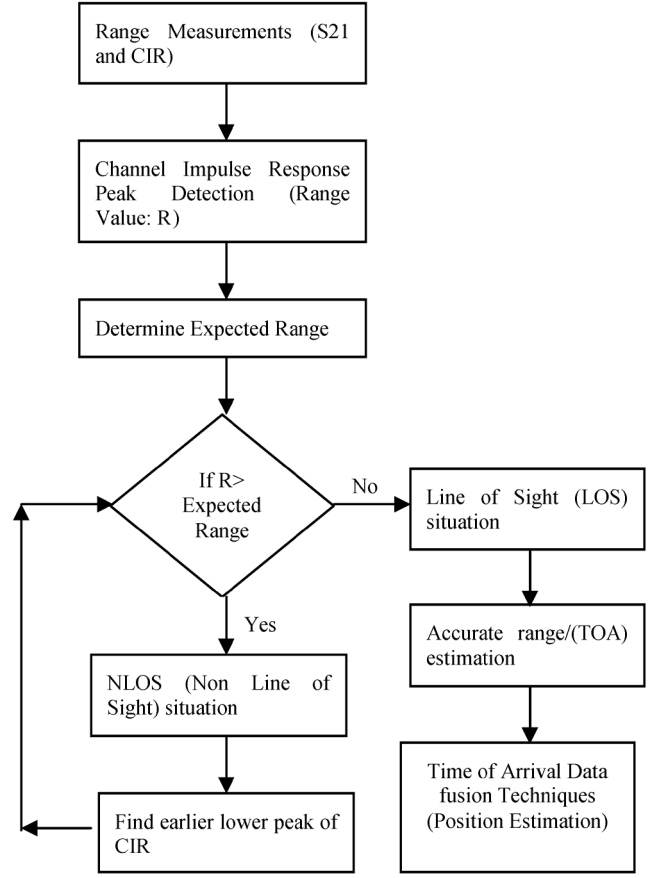 Range Measurements (S21
and CIR)
Channel Impulse Response
Peak Detection (Range
Value: R)
Determine Expected Range
If R>
Expected
Range
No
Line of Sight (LOS)
situation
Yes
Accurate range/(TOA)
estimation
NLOS (Non Line of
Sight) situation
Time of Arrival Data
fusion Techniques
(Position Estimation)
Find earlier lower peak of
CIR